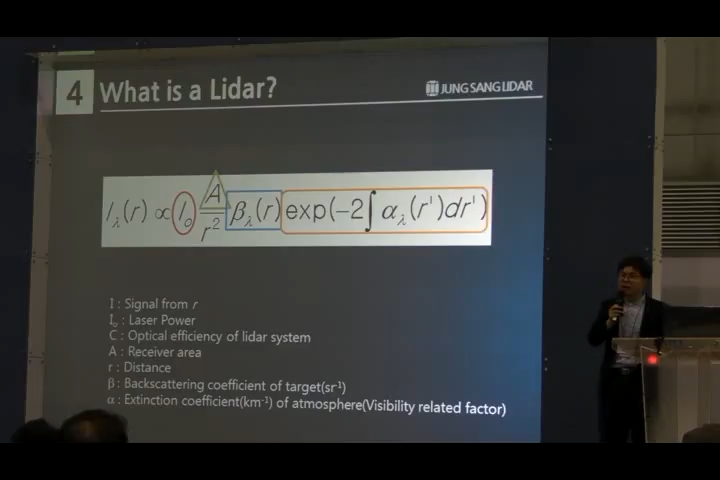 4 What is a Lidar?
JUNG SANG LIDAR
I_λ(r) ∝ I₀ A/r² β_λ(r) exp(-2∫ α_λ(r')dr')
I : Signal from r
I₀ : Laser Power
C : Optical efficiency of lidar system
A : Receiver area
r : Distance
β : Backscattering coefficient of target(sr⁻¹)
α : Extinction coefficient(km⁻¹) of atmosphere(Visibility related factor)